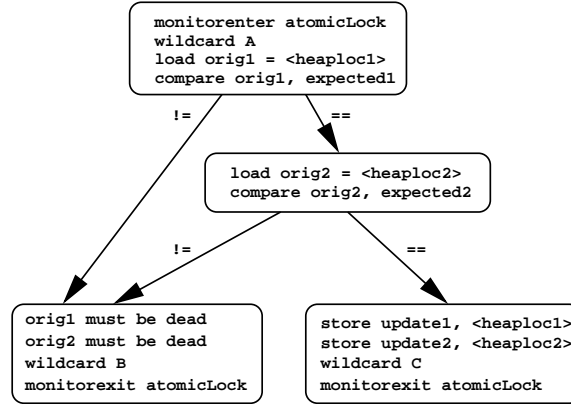 monitorenter atomicLock
wildcard A
load orig1 = <heaploc1>
compare orig1, expected1
!=
==
load orig2 = <heaploc2>
compare orig2, expected2
!=
==
orig1 must be dead
orig2 must be dead
wildcard B
monitorexit atomicLock
store update1, <heaploc1>
store update2, <heaploc2>
wildcard C
monitorexit atomicLock